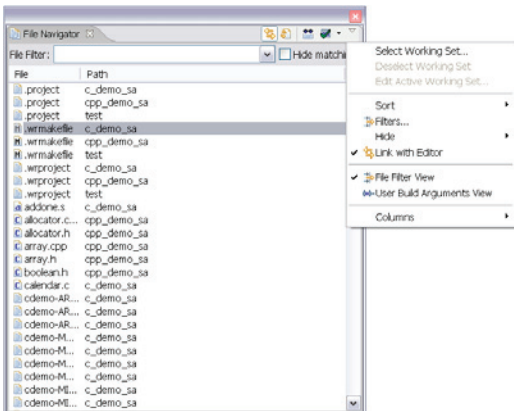 File Navigator
File Filter:
Hide matchi
File Path
.project c_demo_sa
.project cpp_demo_sa
.project test
.wrmakefile c_demo_sa
.wrmakefile cpp_demo_sa
.wrmakefile test
.wrproject c_demo_sa
.wrproject cpp_demo_sa
.wrproject test
addone.s c_demo_sa
allocator.c... cpp_demo_sa
allocator.h cpp_demo_sa
array.cpp cpp_demo_sa
array.h cpp_demo_sa
boolean.h cpp_demo_sa
calendar.c c_demo_sa
cdemo-AR... c_demo_sa
cdemo-AR... c_demo_sa
cdemo-AR... c_demo_sa
cdemo-M... c_demo_sa
cdemo-M... c_demo_sa
cdemo-M... c_demo_sa
cdemo-MI... c_demo_sa
cdemo-MI... c_demo_sa
Select Working Set...
Deselect Working Set
Edit Active Working Set...
Sort
Filters...
Hide
Link with Editor
File Filter View
User Build Arguments View
Columns